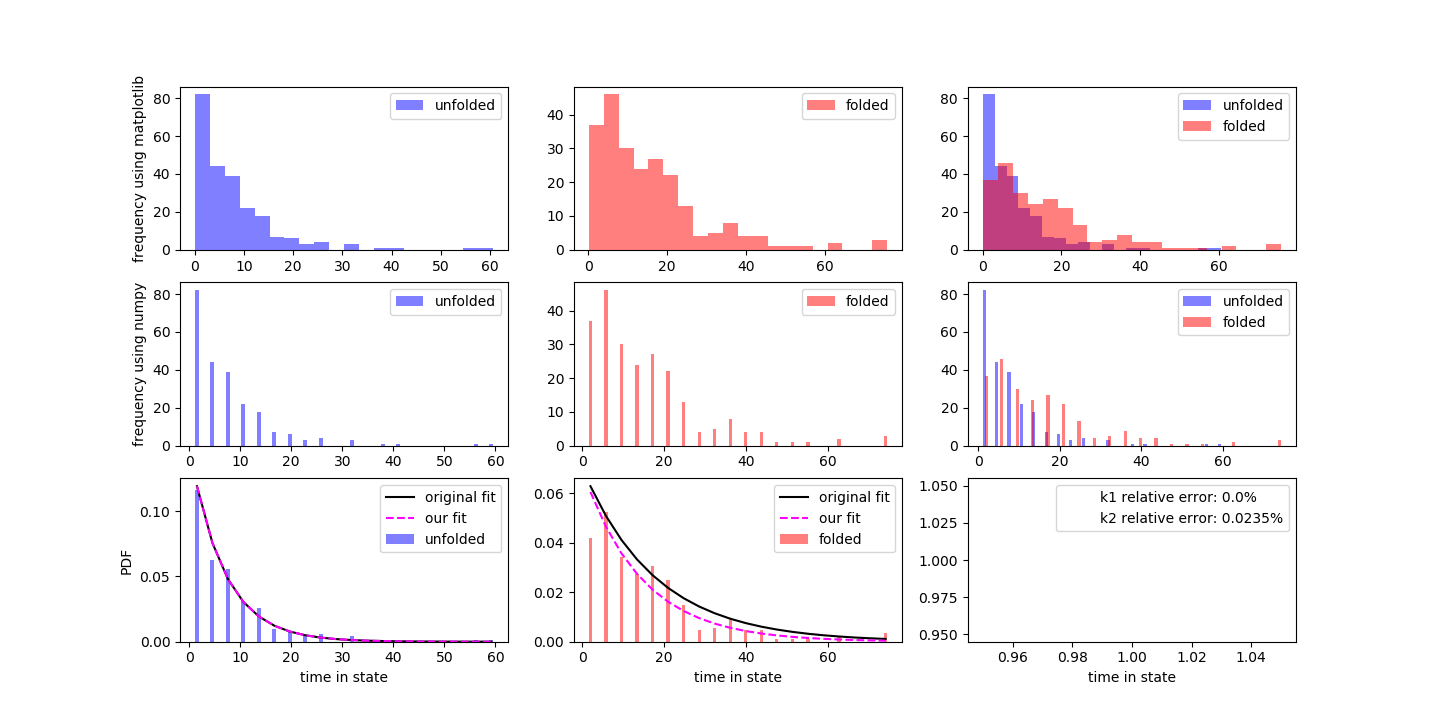 frequency using matplotlib
80
60
40
20
0
0 10 20 30 40 50 60
unfolded
40
30
20
10
0
0 20 40 60
folded
80
60
40
20
0
0 20 40 60
unfolded
folded
frequency using numpy
80
60
40
20
0
0 10 20 30 40 50 60
unfolded
40
30
20
10
0
0 20 40 60
folded
80
60
40
20
0
0 20 40 60
unfolded
folded
PDF
0.10
0.05
0.00
0 10 20 30 40 50 60
time in state
original fit
our fit
unfolded
0.06
0.04
0.02
0.00
0 20 40 60
time in state
original fit
our fit
folded
1.050
1.025
1.000
0.975
0.950
0.96 0.98 1.00 1.02 1.04
time in state
k1 relative error: 0.0%
k2 relative error: 0.0235%